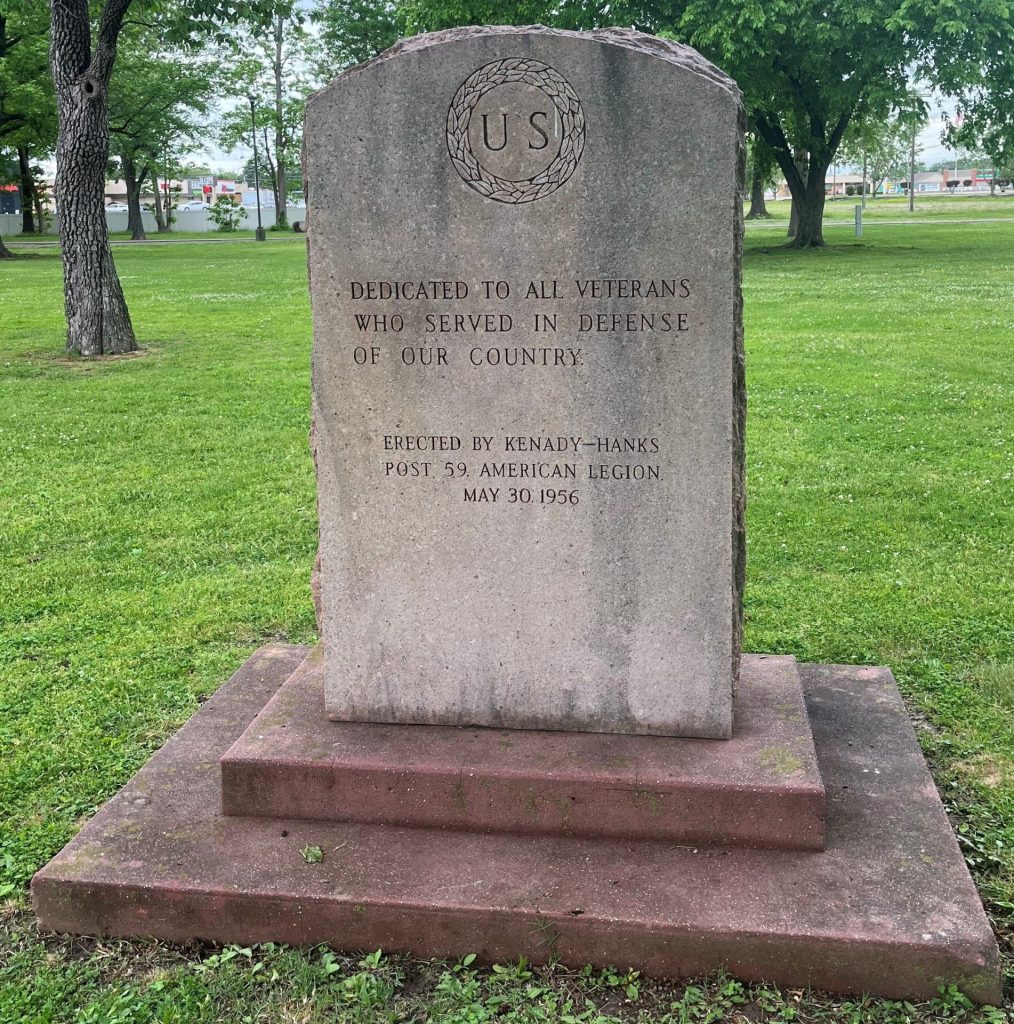 US
DEDICATED TO ALL VETERANS
WHO SERVED IN DEFENSE
OF OUR COUNTRY.
ERECTED BY KENADY-HANKS
POST, 59, AMERICAN LEGION,
MAY 30, 1956